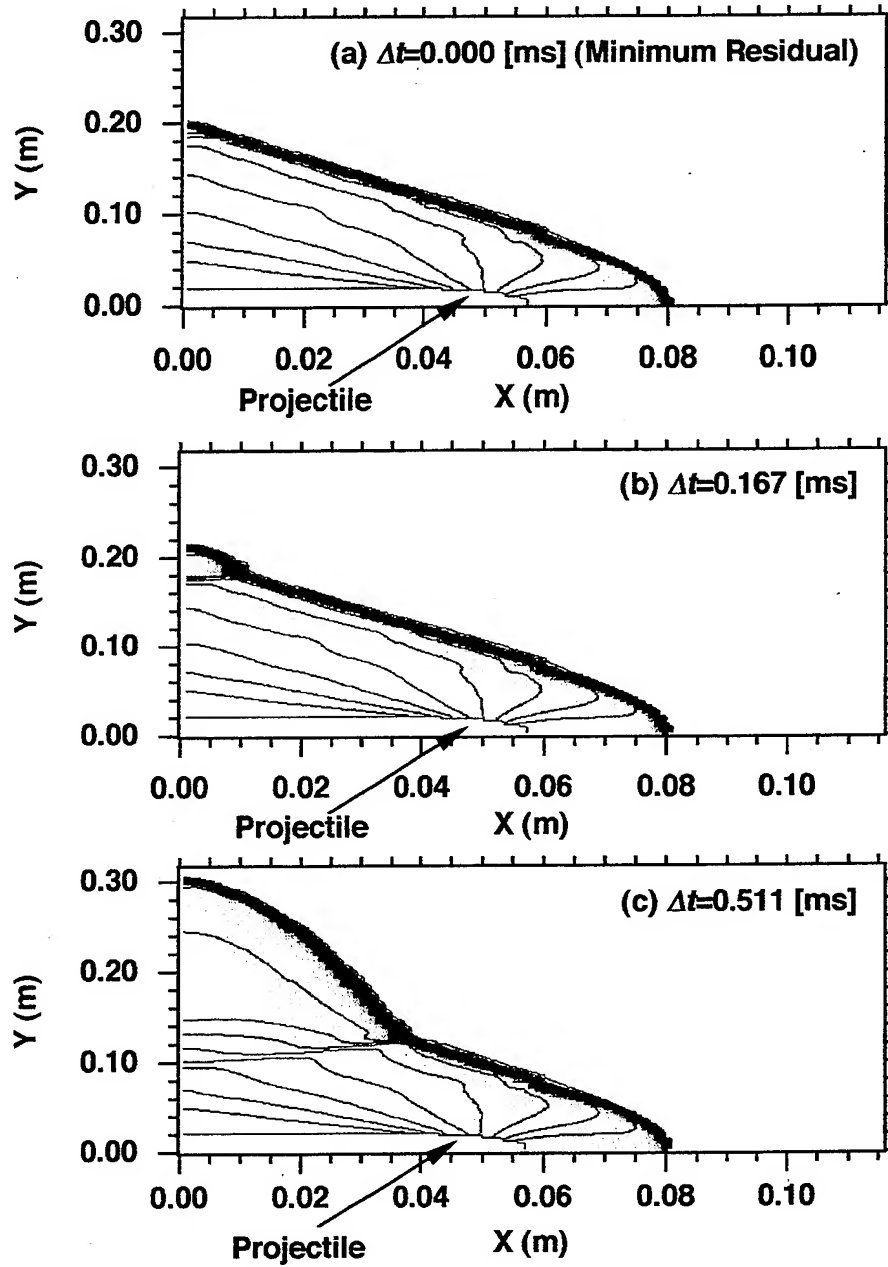 0.30
(a) Δt=0.000 [ms] (Minimum Residual)
0.20
Y (m)
0.10
0.00
0.00 0.02 0.04 0.06 0.08 0.10
Projectile X (m)
0.30
(b) Δt=0.167 [ms]
0.20
Y (m)
0.10
0.00
0.00 0.02 0.04 0.06 0.08 0.10
Projectile X (m)
0.30
(c) Δt=0.511 [ms]
0.20
Y (m)
0.10
0.00
0.00 0.02 0.04 0.06 0.08 0.10
Projectile X (m)